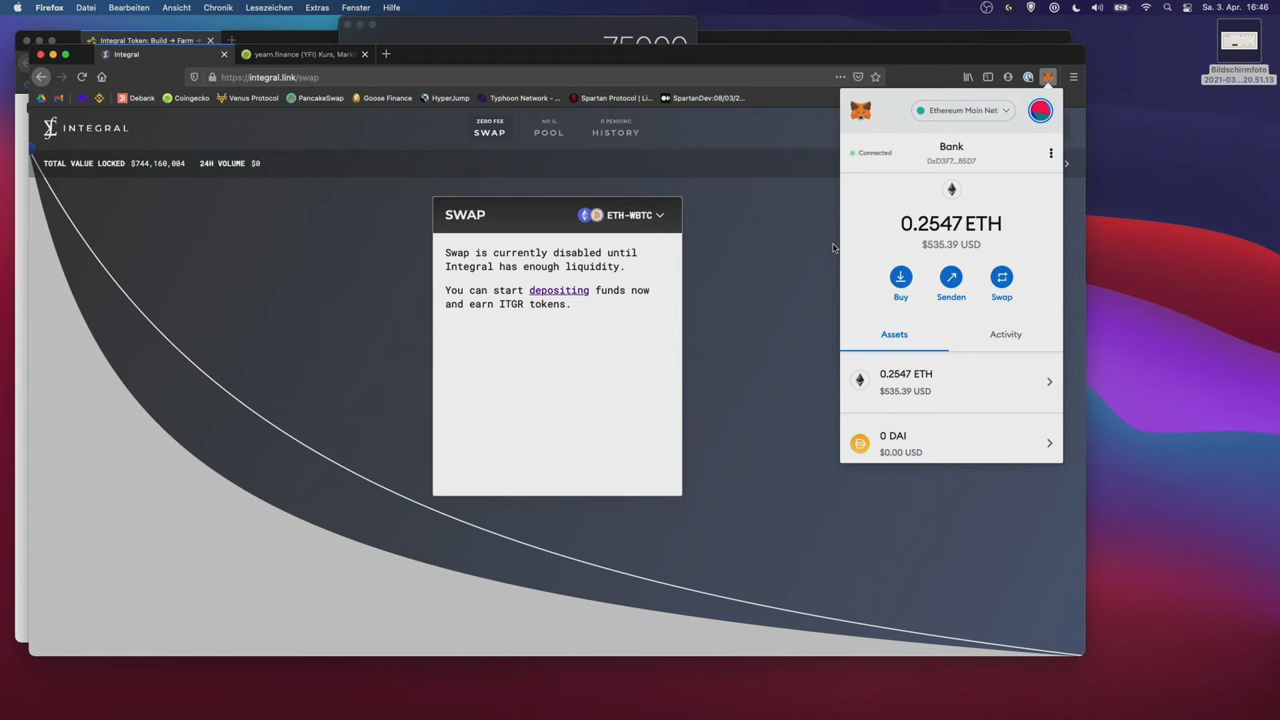 Firefox Datei Bearbeiten Ansicht Chronik Lesezeichen Extras Fenster Hilfe
Sa. 3. Apr. 16:46
75000
Integral Token: Build → Farm →
Integral
yearn.finance (YFI) Kurs, Mark
https://integral.link/swap
Debank Coingecko Venus Protocol PancakeSwap Goose Finance HyperJump Typhoon Network -... Spartan Protocol | Li... SpartanDev:08/03/2...
Bildschirmfoto
2021-03...20.51.13
INTEGRAL
ZERO FEE
SWAP
NO IL
POOL
0 PENDING
HISTORY
TOTAL VALUE LOCKED $744,160,004 24H VOLUME $0
SWAP
ETH-WBTC
Swap is currently disabled until
Integral has enough liquidity.
You can start depositing funds now
and earn ITGR tokens.
Ethereum Main Net
Connected
Bank
0xD3F7...85D7
0.2547 ETH
$535.39 USD
Buy Senden Swap
Assets Activity
0.2547 ETH
$535.39 USD
0 DAI
$0.00 USD